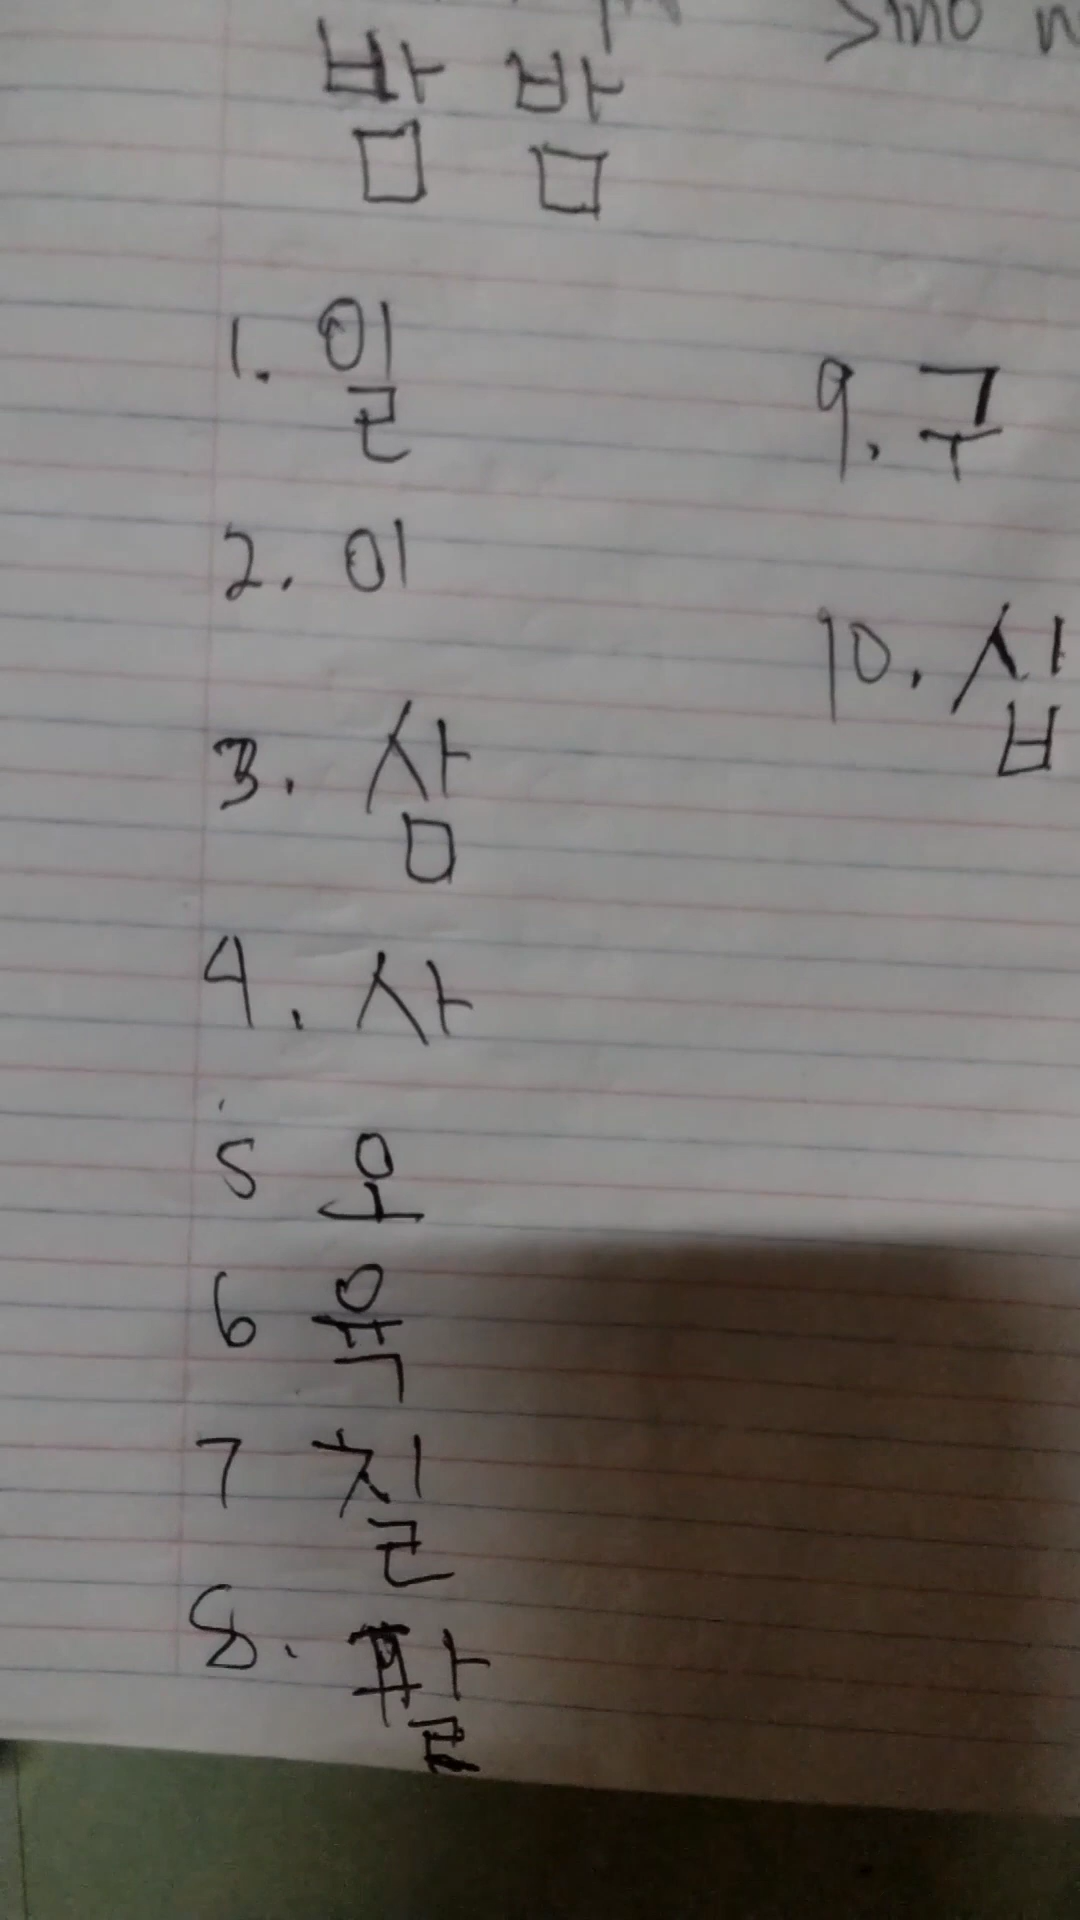 sino
밤 밤
1. 일
2. 이
3. 삼
4. 사
5 오
6 육
7 칠
8. 팔
9. 구
10. 십